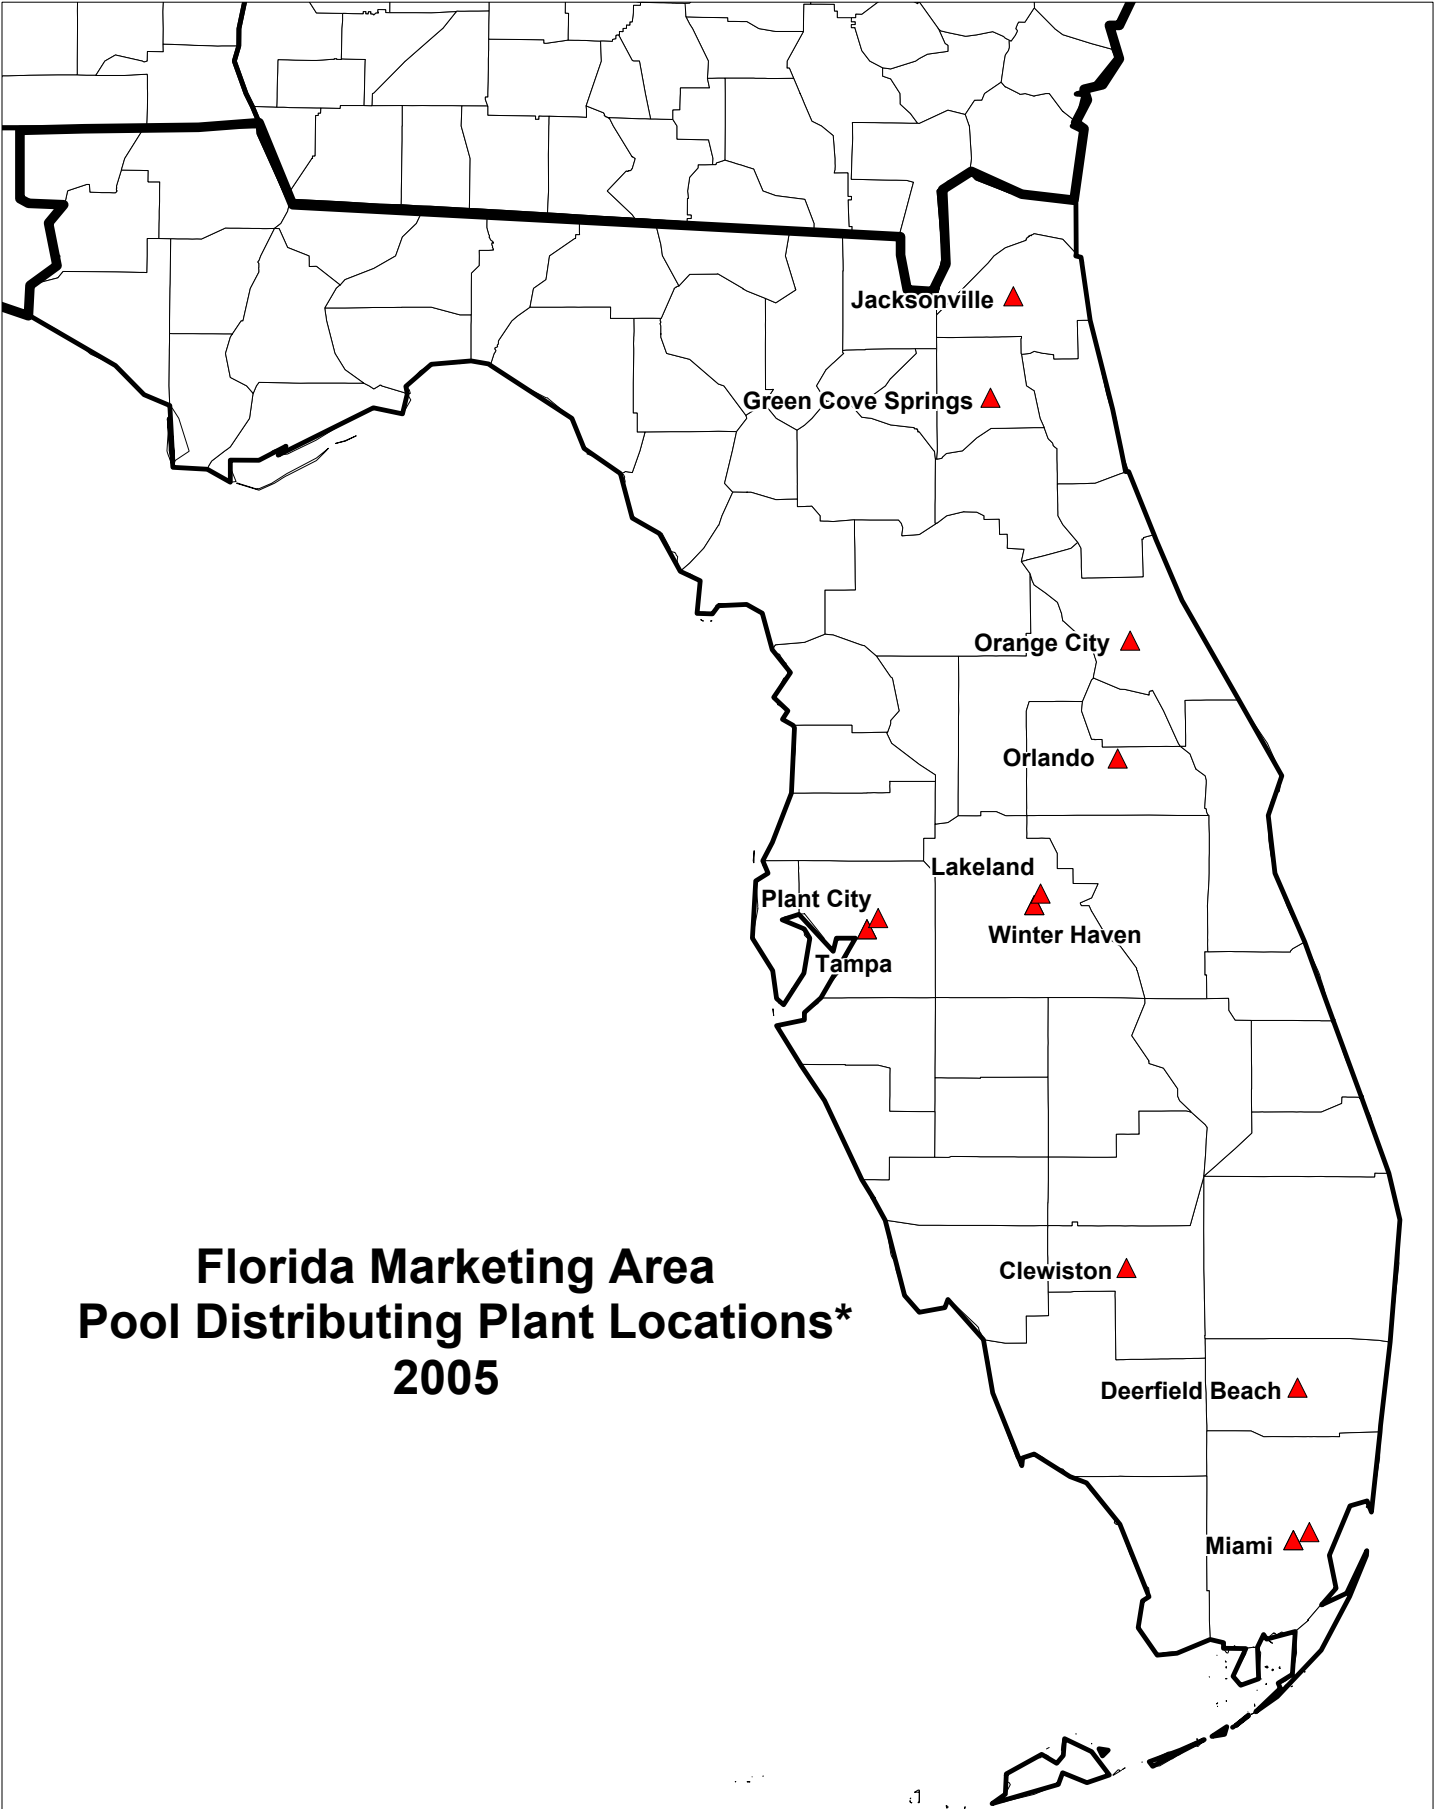 Jacksonville
Green Cove Springs
Orange City
Orlando
Lakeland
Plant City
Winter Haven
Tampa
Florida Marketing Area
Pool Distributing Plant Locations*
2005
Clewiston
Deerfield Beach
Miami